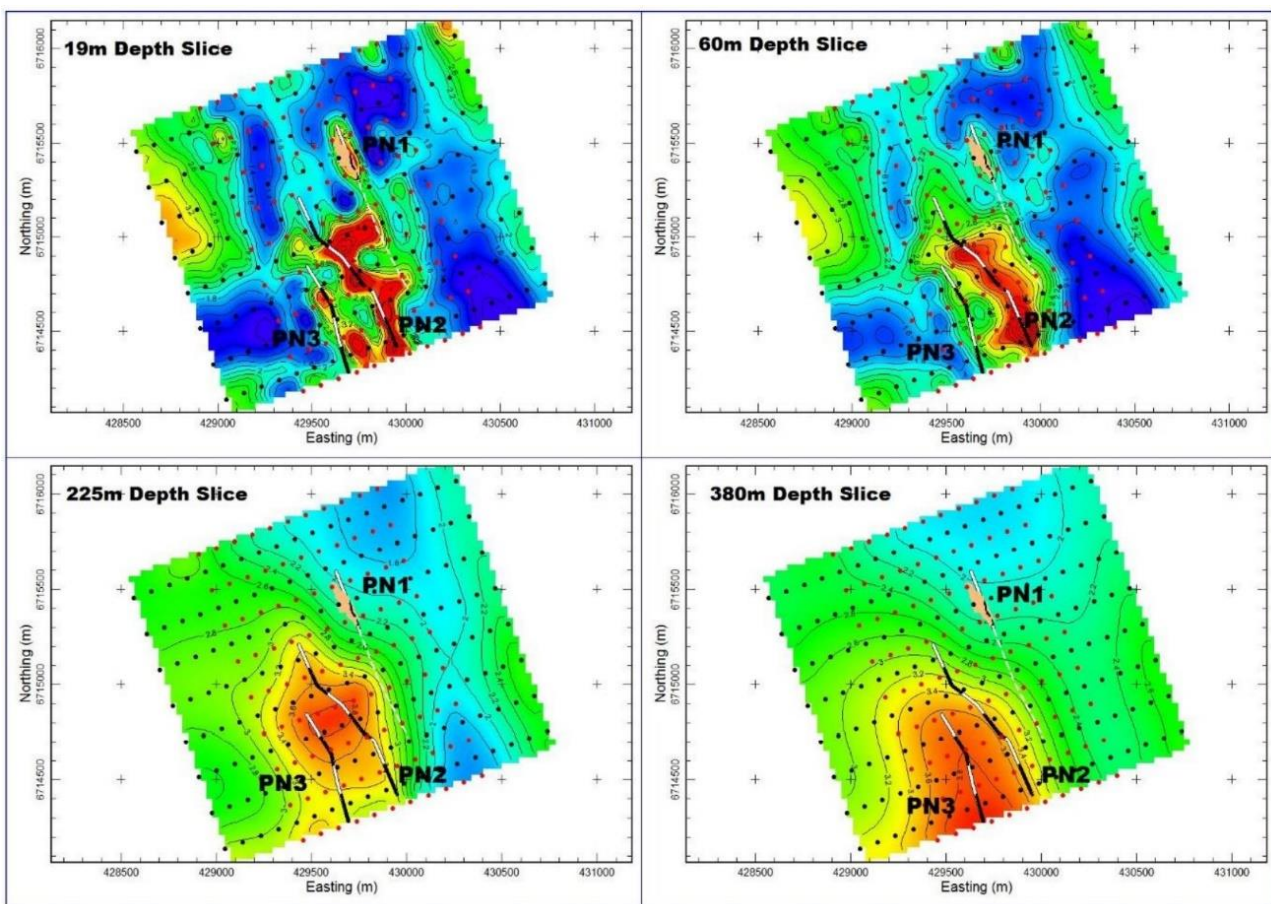 19m Depth Slice
6716000
6715500
6715000
6714500
Northing (m)
PN1
PN2
PN3
428500 429000 429500 430000 430500 431000
Easting (m)
60m Depth Slice
6716000
6715500
6715000
6714500
Northing (m)
PN1
PN2
PN3
428500 429000 429500 430000 430500 431000
Easting (m)
225m Depth Slice
6716000
6715500
6715000
6714500
Northing (m)
PN1
PN3
PN2
428500 429000 429500 430000 430500 431000
Easting (m)
380m Depth Slice
6716000
6715500
6715000
6714500
Northing (m)
PN1
PN2
PN3
428500 429000 429500 430000 430500 431000
Easting (m)